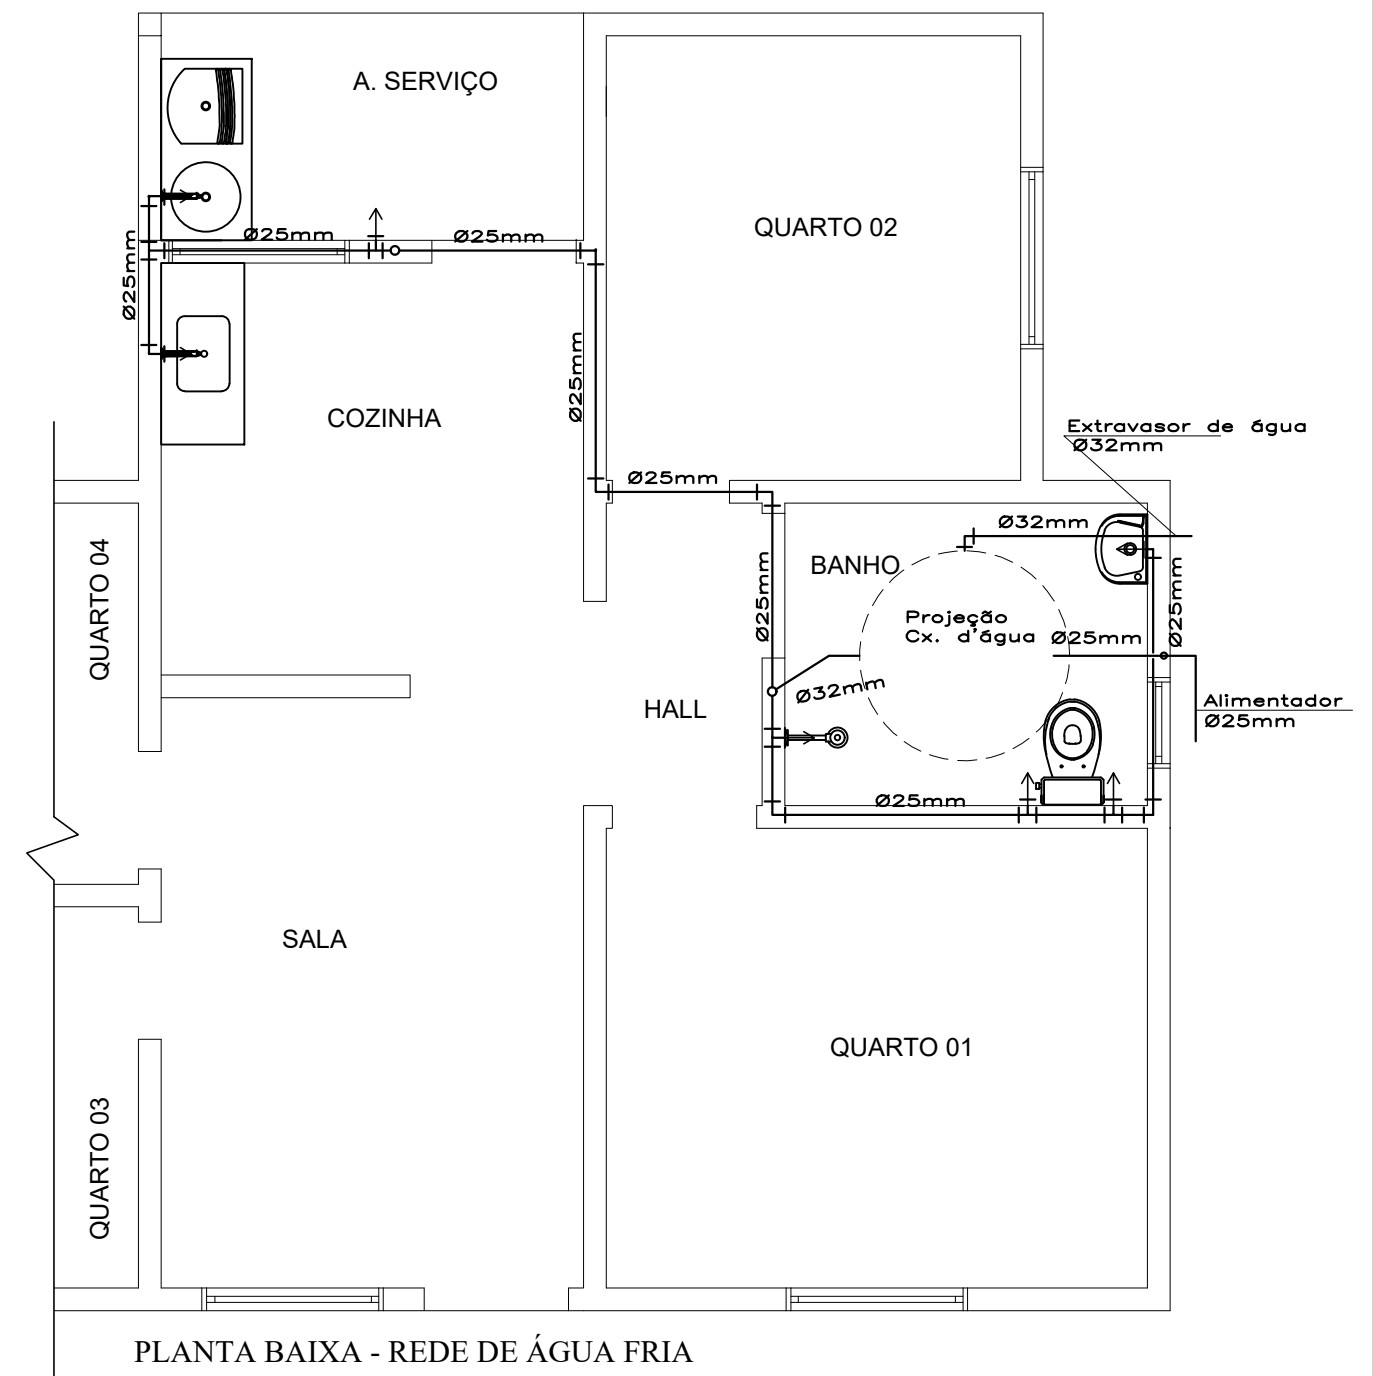 A. SERVIÇO
QUARTO 02
Ø25mm
Ø25mm
Ø25mm
Ø25mm
COZINHA
Extravasor de água
Ø32mm
Ø25mm
Ø32mm
BANHO
QUARTO 04
Ø25mm
Ø25mm
Projeção
Cx. d'água
Ø25mm
Ø32mm
HALL
Alimentador
Ø25mm
Ø25mm
SALA
QUARTO 01
QUARTO 03
PLANTA BAIXA - REDE DE ÁGUA FRIA